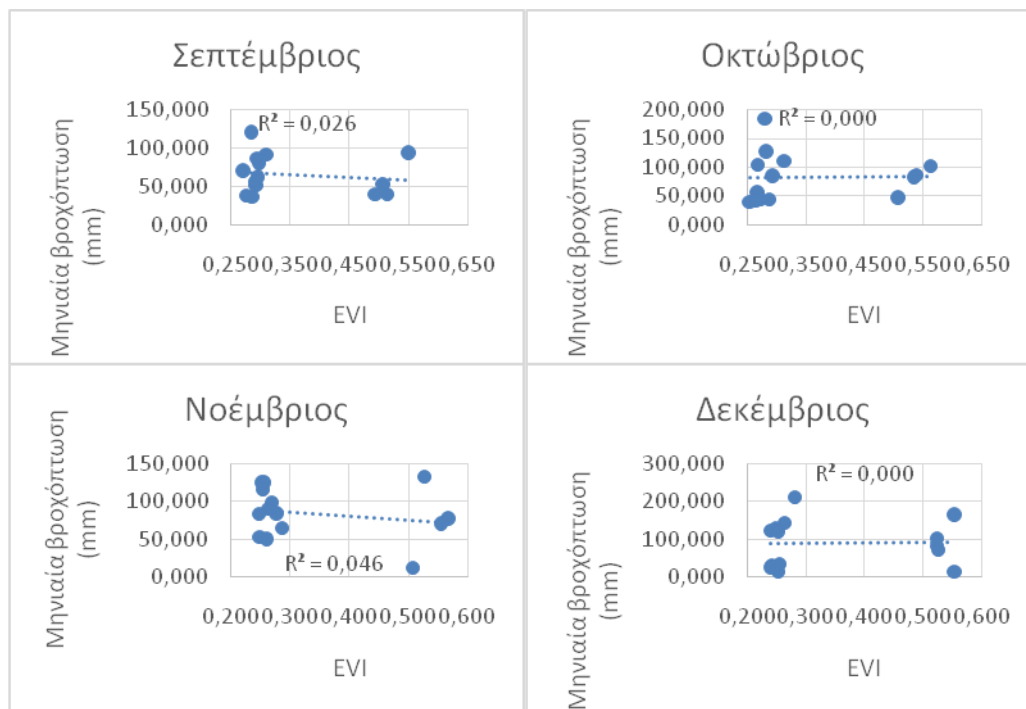 Σεπτέμβριος
Μηνιαία βροχόπτωση
(mm)
150,000
100,000
50,000
0,000
R² = 0,026
0,2500,3500,4500,5500,650
EVI
Οκτώβριος
Μηνιαία βροχόπτωση
(mm)
200,000
150,000
100,000
50,000
0,000
R² = 0,000
0,2500,3500,4500,5500,650
EVI
Νοέμβριος
Μηνιαία βροχόπτωση
(mm)
150,000
100,000
50,000
0,000
R² = 0,046
0,2000,3000,4000,5000,600
EVI
Δεκέμβριος
Μηνιαία βροχόπτωση
(mm)
300,000
200,000
100,000
0,000
R² = 0,000
0,2000,3000,4000,5000,600
EVI